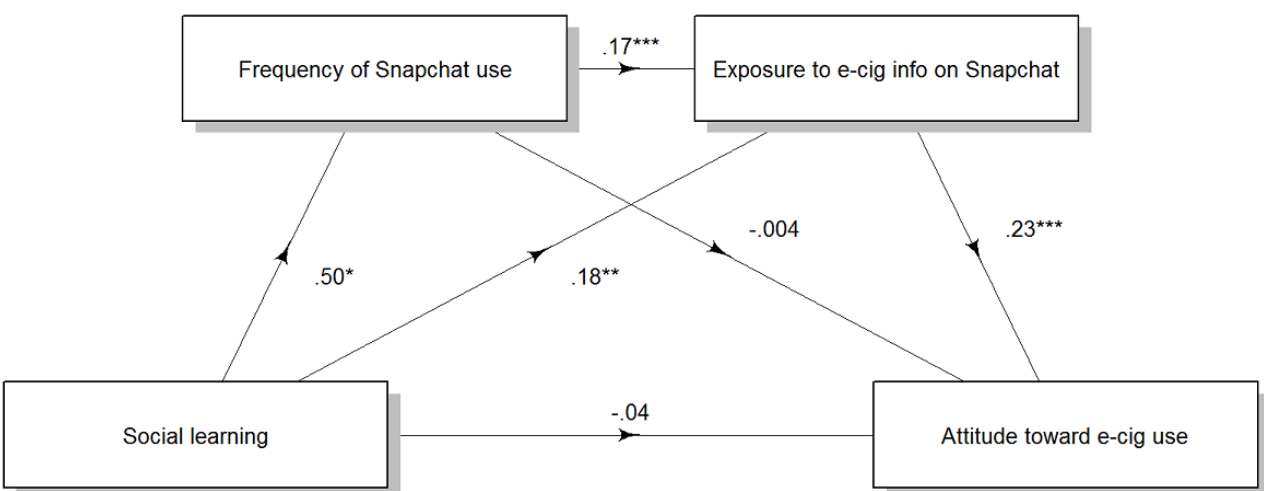 .17***
Frequency of Snapchat use
Exposure to e-cig info on Snapchat
-.004
.23***
.50*
.18**
-.04
Social learning
Attitude toward e-cig use